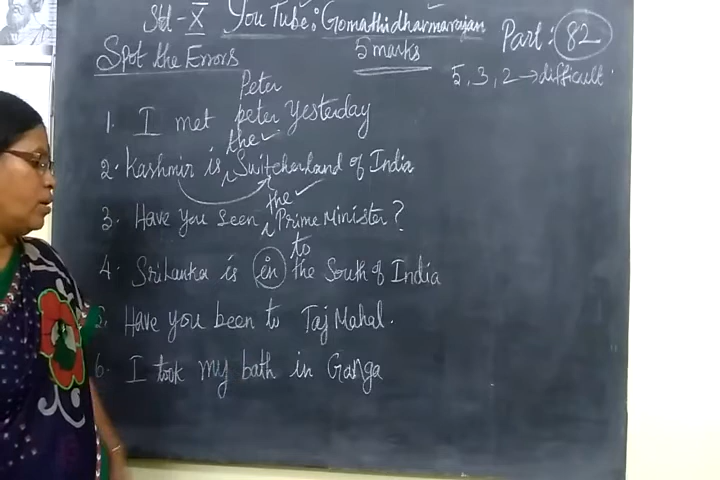 Std - X YouTube: Gomathidharmarajan Part: 82
Spot the Errors 5 marks
5, 3, 2 → difficult.
Peter
1. I met peter Yesterday
the ✓
2. Kashmir is ‸ Switcherland of India
the ✓
3. Have you seen ‸ Prime Minister?
to
4. SriLanka is in the South of India
5. Have you been to Taj Mahal.
6. I took my bath in Ganga